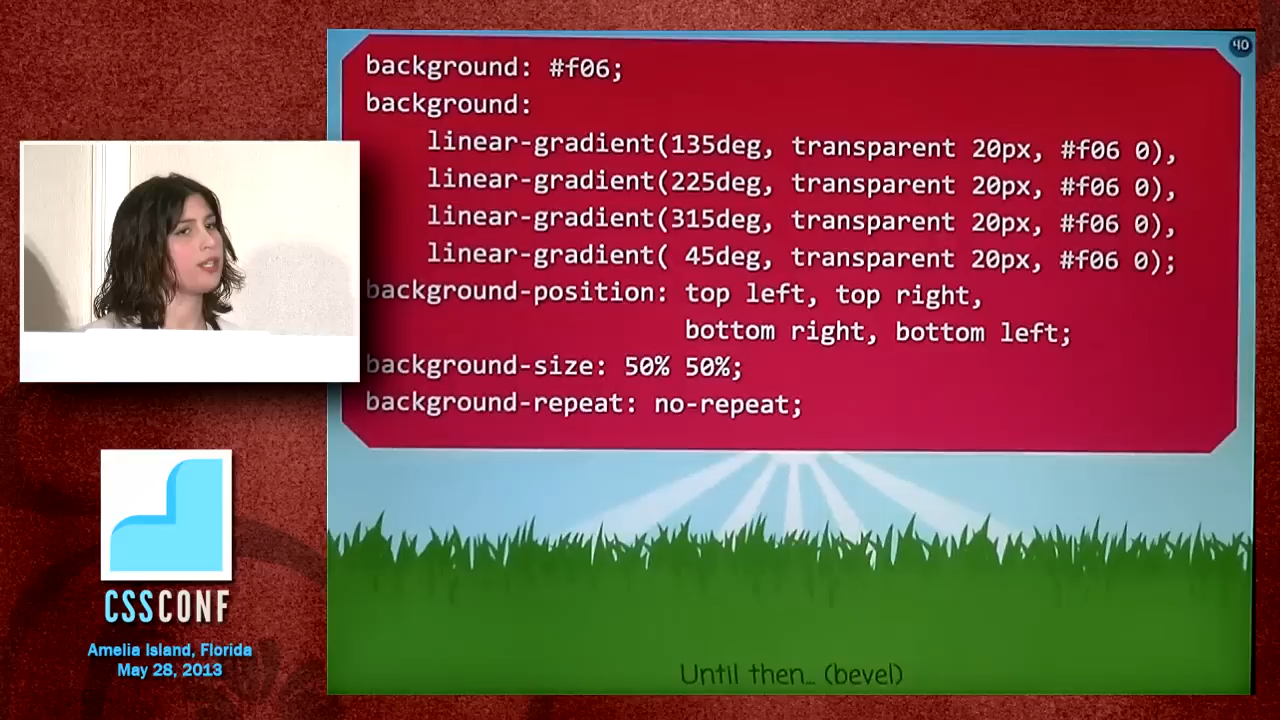 40
background: #f06;
background:
linear-gradient(135deg, transparent 20px, #f06 0),
linear-gradient(225deg, transparent 20px, #f06 0),
linear-gradient(315deg, transparent 20px, #f06 0),
linear-gradient( 45deg, transparent 20px, #f06 0);
background-position: top left, top right,
bottom right, bottom left;
background-size: 50% 50%;
background-repeat: no-repeat;
Until then… (bevel)
CSSCONF
Amelia Island, Florida
May 28, 2013